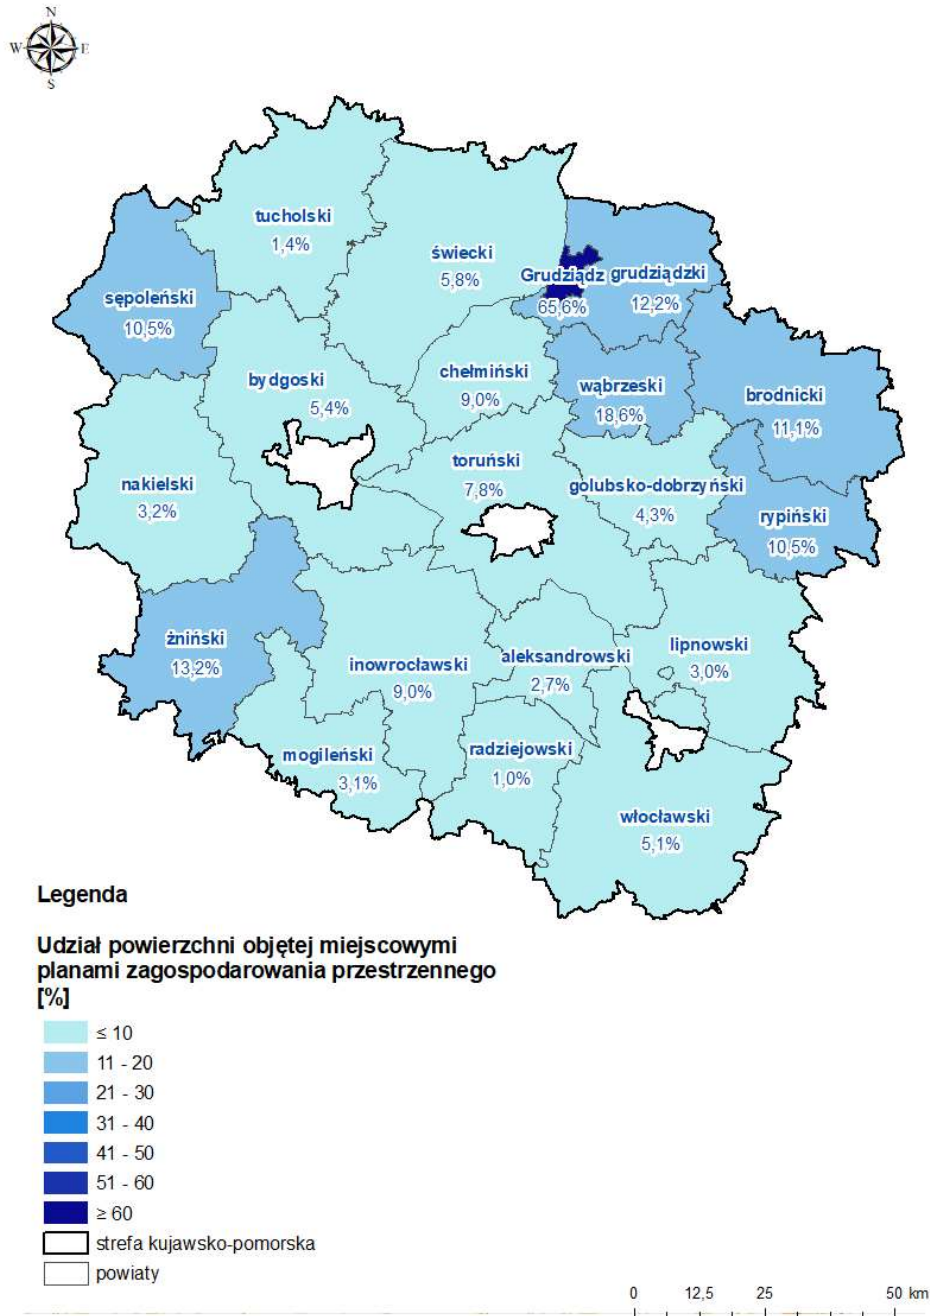 N
W E
S
tucholski
1,4%
świecki
5,8%
Grudziądz grudziądzki
65,6% 12,2%
sępoleński
10,5%
bydgoski
5,4%
chełmiński
9,0%
wąbrzeski
18,6%
brodnicki
11,1%
nakielski
3,2%
toruński
7,8%
golubsko-dobrzyński
4,3%
rypiński
10,5%
żniński
13,2%
inowrocławski
9,0%
aleksandrowski
2,7%
lipnowski
3,0%
mogileński
3,1%
radziejowski
1,0%
włocławski
5,1%
Legenda
Udział powierzchni objętej miejscowymi
planami zagospodarowania przestrzennego
[%]
≤ 10
11 - 20
21 - 30
31 - 40
41 - 50
51 - 60
≥ 60
strefa kujawsko-pomorska
powiaty
0 12,5 25 50 km